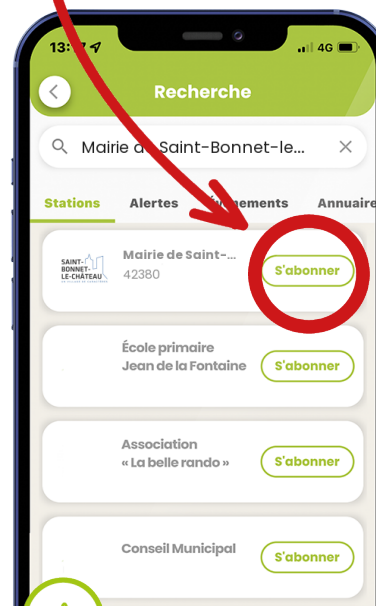 4G
Recherche
Mairie de Saint-Bonnet-le...
Stations Alertes Événements Annuaire
SAINT-
BONNET-
LE-CHÂTEAU
Mairie de Saint-...
42380
S'abonner
École primaire
Jean de la Fontaine
S'abonner
Association
« La belle rando »
S'abonner
Conseil Municipal
S'abonner